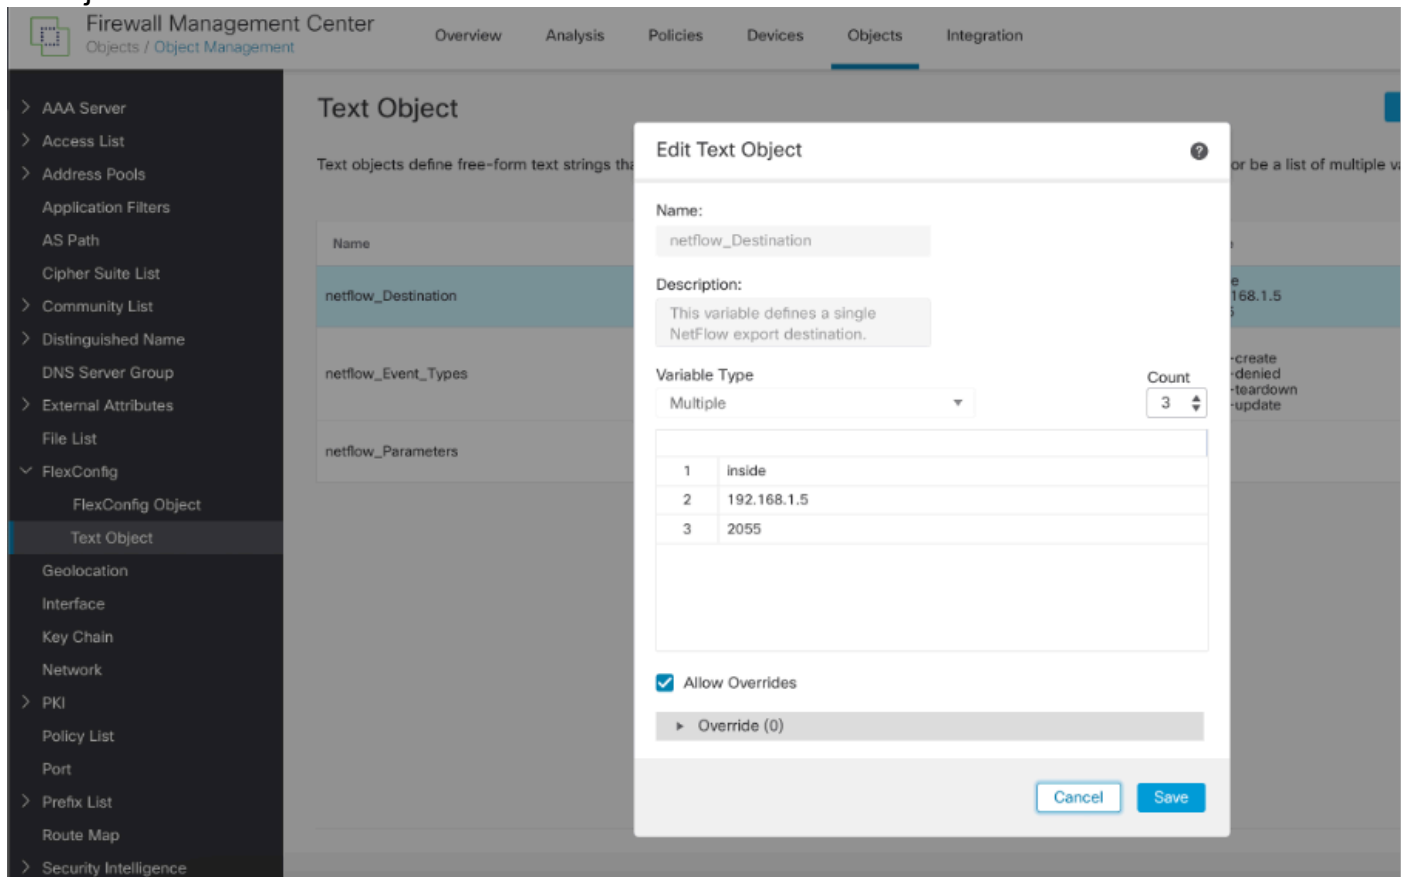 Firewall Management Center
Objects / Object Management
Overview Analysis Policies Devices Objects Integration
AAA Server
Access List
Address Pools
Application Filters
AS Path
Cipher Suite List
Community List
Distinguished Name
DNS Server Group
External Attributes
File List
FlexConfig
FlexConfig Object
Text Object
Geolocation
Interface
Key Chain
Network
PKI
Policy List
Port
Prefix List
Route Map
Security Intelligence
Text Object
Text objects define free-form text strings
or be a list of multiple
Name
netflow_Destination
168.1.5
netflow_Event_Types
-create
-denied
-teardown
-update
netflow_Parameters
Edit Text Object
Name:
netflow_Destination
Description:
This variable defines a single
NetFlow export destination.
Variable Type Count
Multiple 3
1 inside
2 192.168.1.5
3 2055
Allow Overrides
Override (0)
Cancel Save